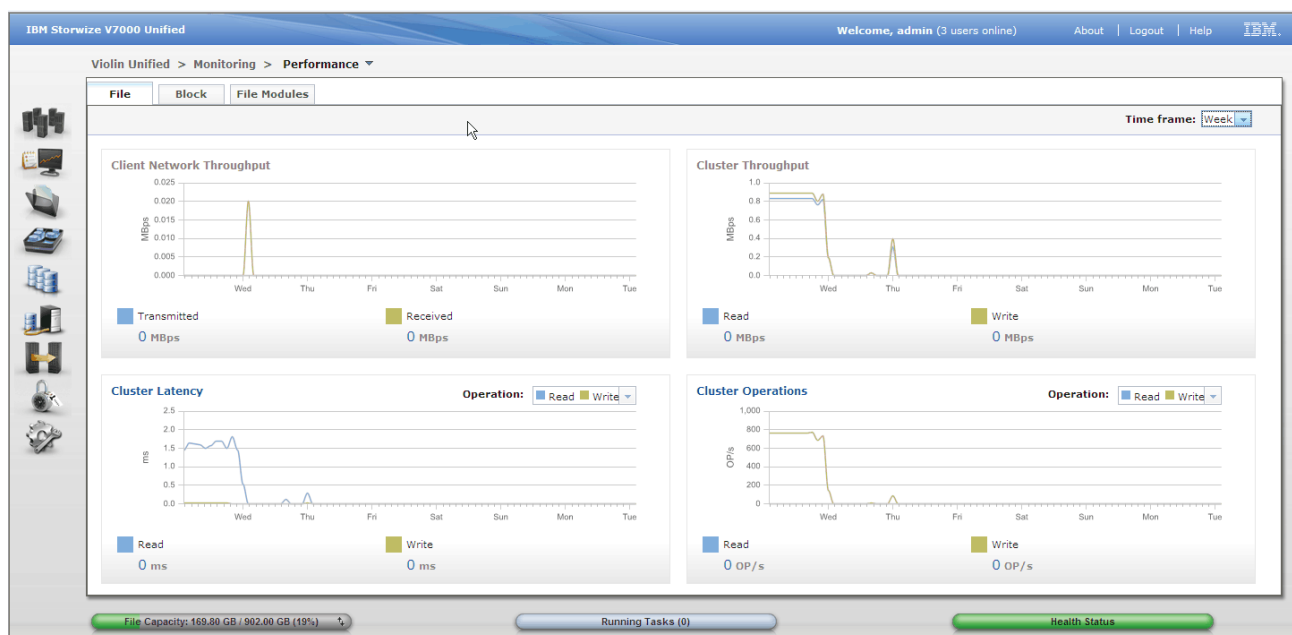 IBM Storwize V7000 Unified Welcome, admin (3 users online) About | Logout | Help IBM.
Violin Unified > Monitoring > Performance
File Block File Modules
Time frame: Week
Client Network Throughput
0.025
0.020
0.015
0.010
0.005
0.000
MBps
Wed Thu Fri Sat Sun Mon Tue
Transmitted Received
0 MBps 0 MBps
Cluster Throughput
1.0
0.8
0.6
0.4
0.2
0.0
MBps
Wed Thu Fri Sat Sun Mon Tue
Read Write
0 MBps 0 MBps
Cluster Latency Operation: Read Write
2.5
2.0
1.5
1.0
0.5
0.0
ms
Wed Thu Fri Sat Sun Mon Tue
Read Write
0 ms 0 ms
Cluster Operations Operation: Read Write
1,000
800
600
400
200
0
OP/s
Wed Thu Fri Sat Sun Mon Tue
Read Write
0 OP/s 0 OP/s
File Capacity: 169.80 GB / 902.00 GB (19%) Running Tasks (0) Health Status